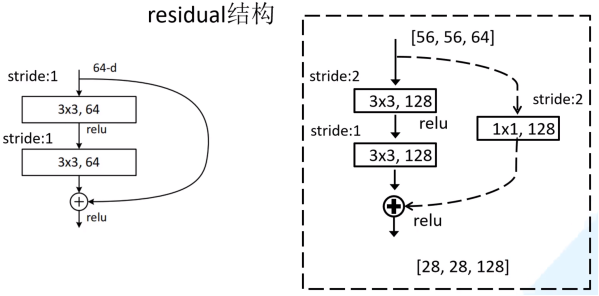 residual结构
64-d
stride:1
3x3, 64
relu
stride:1
3x3, 64
relu
[56, 56, 64]
stride:2
3x3, 128
relu
stride:1
3x3, 128
stride:2
1x1, 128
relu
[28, 28, 128]